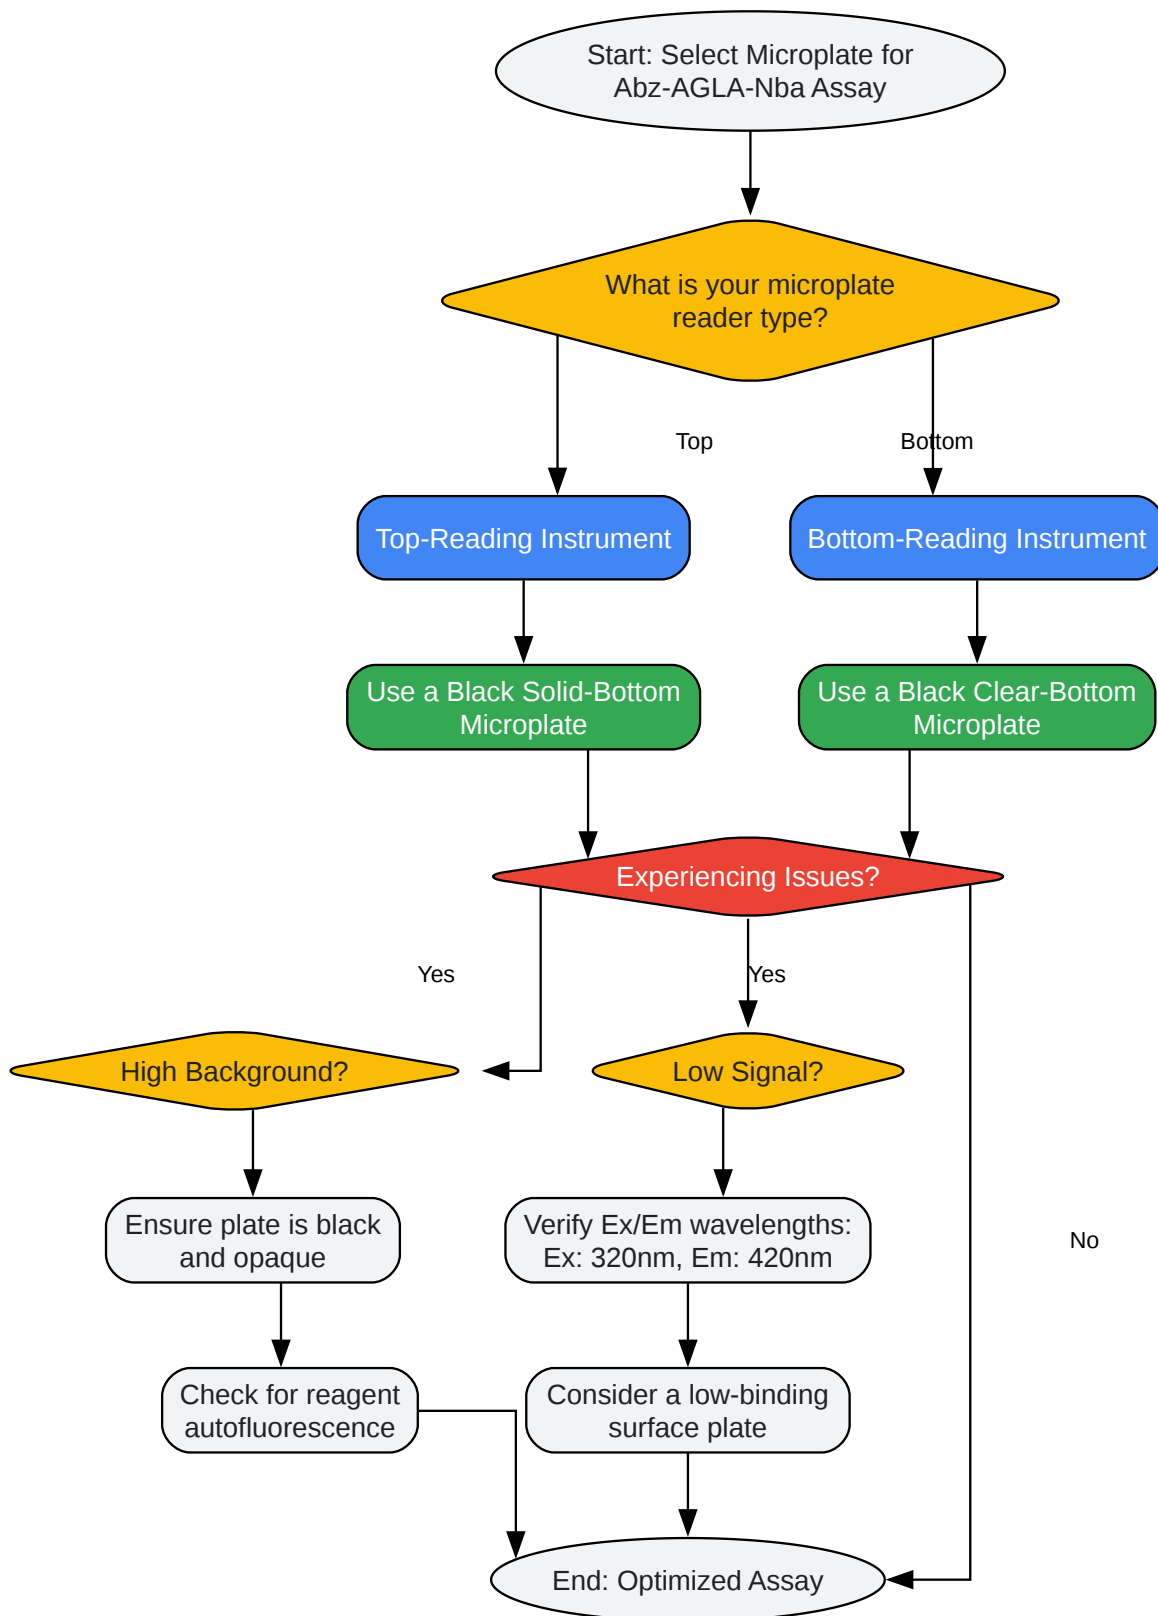 Start: Select Microplate for
Abz-AGLA-Nba Assay
What is your microplate
reader type?
Top
Bottom
Top-Reading Instrument
Bottom-Reading Instrument
Use a Black Solid-Bottom
Microplate
Use a Black Clear-Bottom
Microplate
Experiencing Issues?
Yes
Yes
High Background?
Low Signal?
Ensure plate is black
and opaque
Verify Ex/Em wavelengths:
Ex: 320nm, Em: 420nm
No
Check for reagent
autofluorescence
Consider a low-binding
surface plate
End: Optimized Assay